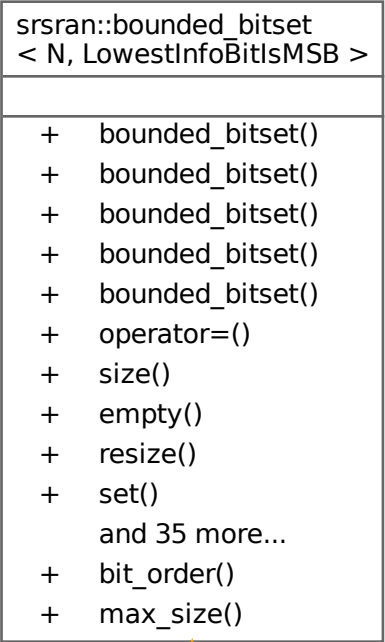 srsran::bounded_bitset
< N, LowestInfoBitIsMSB >
+ bounded_bitset()
+ bounded_bitset()
+ bounded_bitset()
+ bounded_bitset()
+ bounded_bitset()
+ operator=()
+ size()
+ empty()
+ resize()
+ set()
and 35 more...
+ bit_order()
+ max_size()